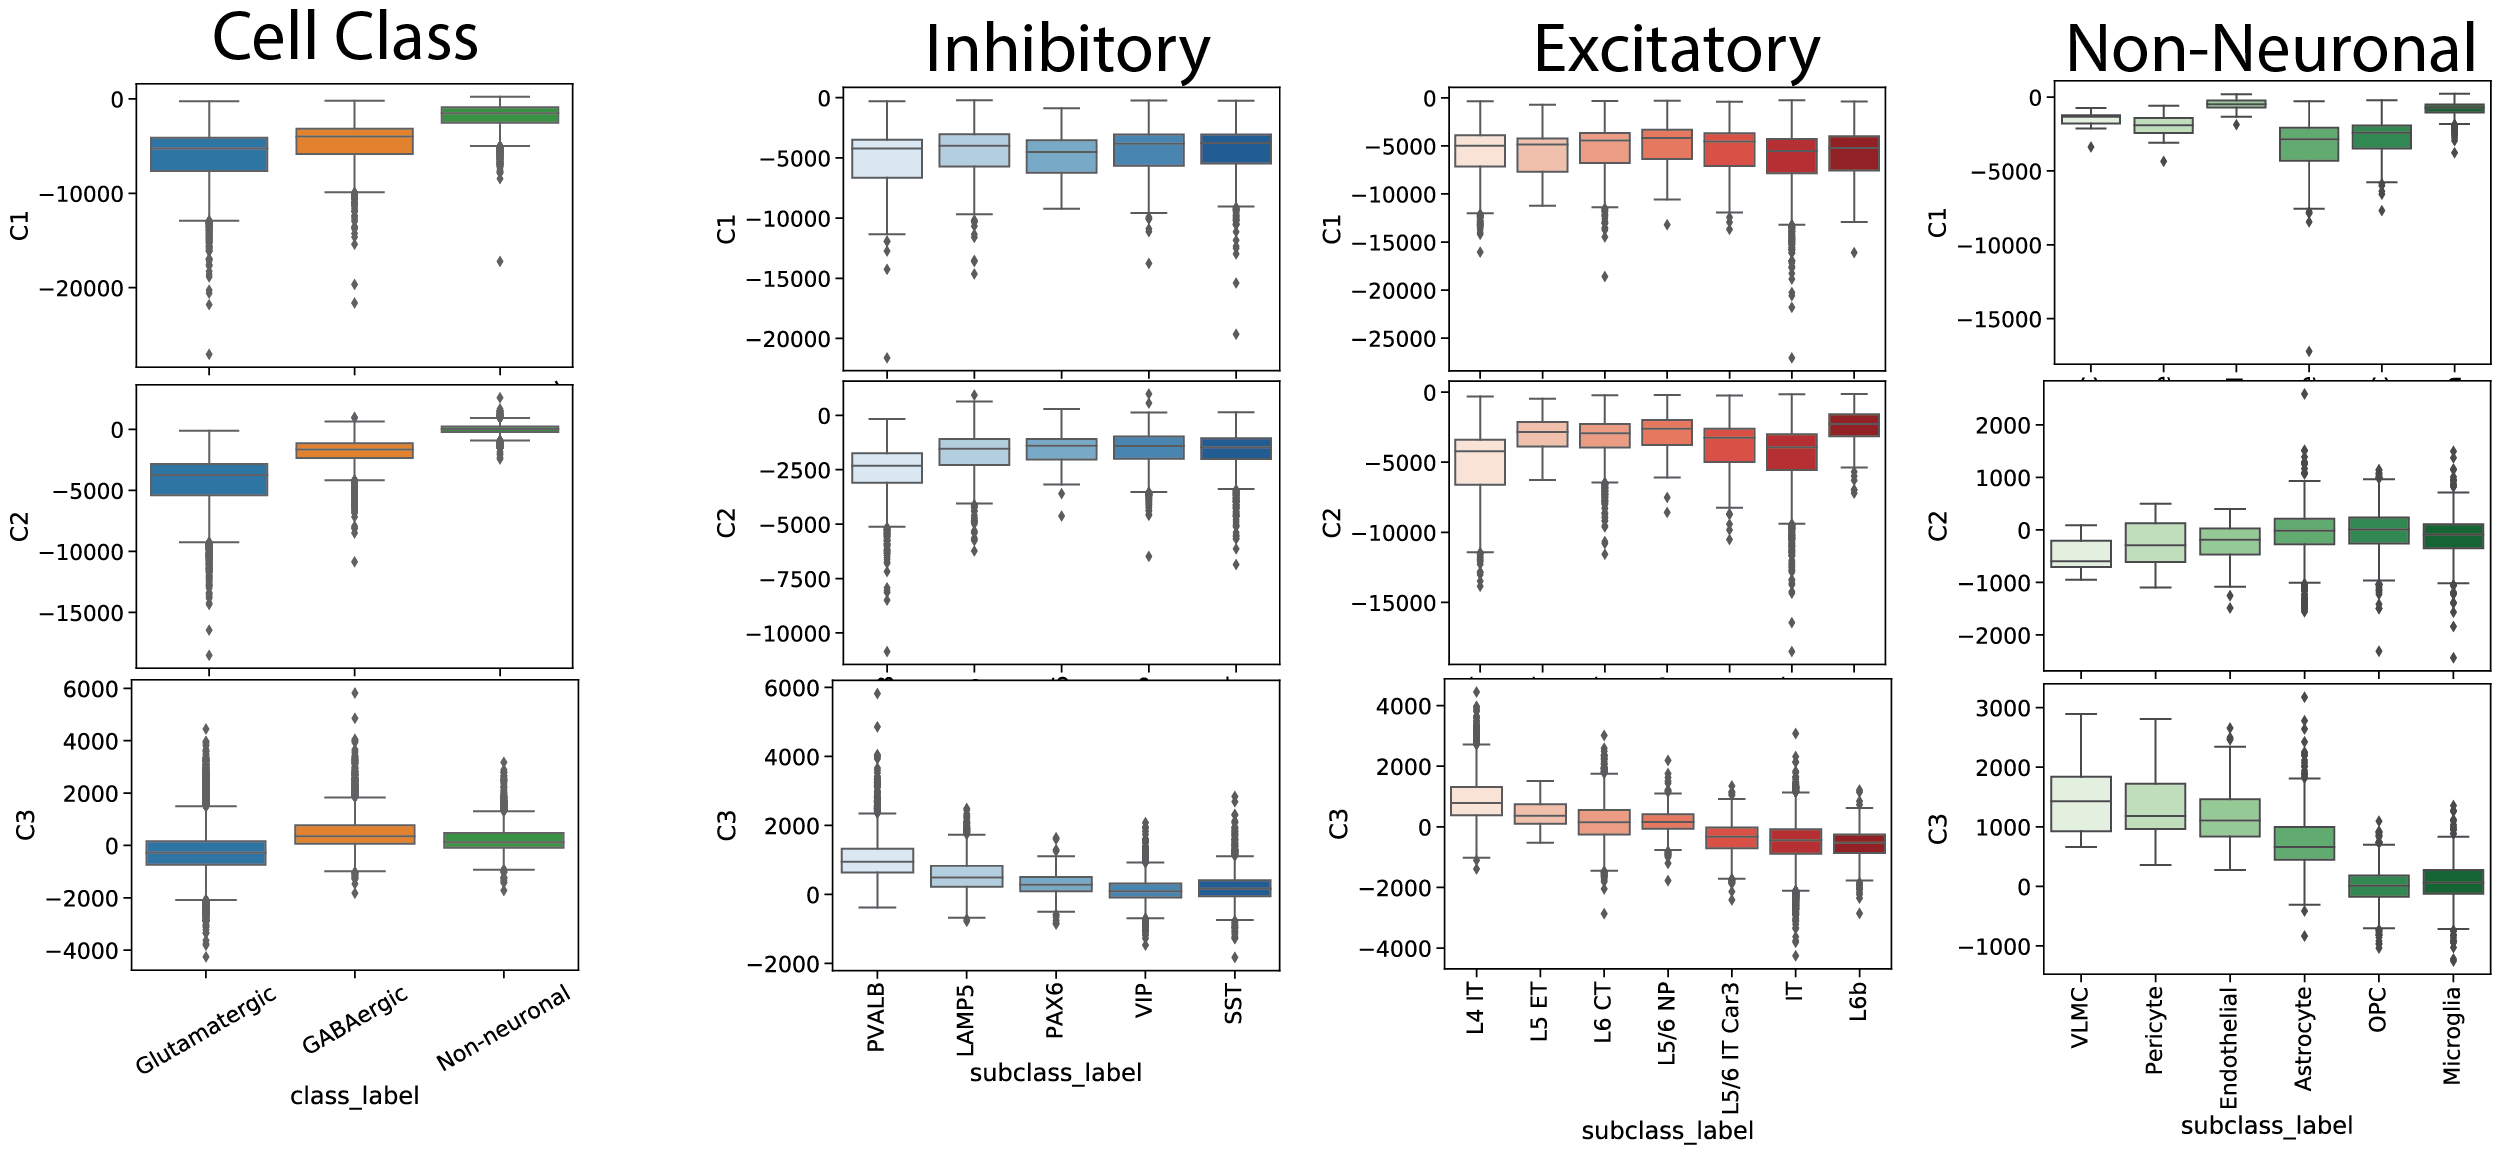 Cell Class
Inhibitory
Excitatory
Non-Neuronal
C1
0
−10000
−20000
C1
0
−5000
−10000
−15000
−20000
C1
0
−5000
−10000
−15000
−20000
−25000
C1
0
−5000
−10000
−15000
C2
0
−5000
−10000
−15000
C2
0
−2500
−5000
−7500
−10000
C2
0
−5000
−10000
−15000
C2
2000
1000
0
−1000
−2000
C3
6000
4000
2000
0
−2000
−4000
Glutamatergic
GABAergic
Non-neuronal
class_label
C3
6000
4000
2000
0
−2000
PVALB
LAMP5
PAX6
VIP
SST
subclass_label
C3
4000
2000
0
−2000
−4000
L4 IT
L5 ET
L6 CT
L5/6 NP
L5/6 IT Car3
IT
L6b
subclass_label
C3
3000
2000
1000
0
−1000
VLMC
Pericyte
Endothelial
Astrocyte
OPC
Microglia
subclass_label